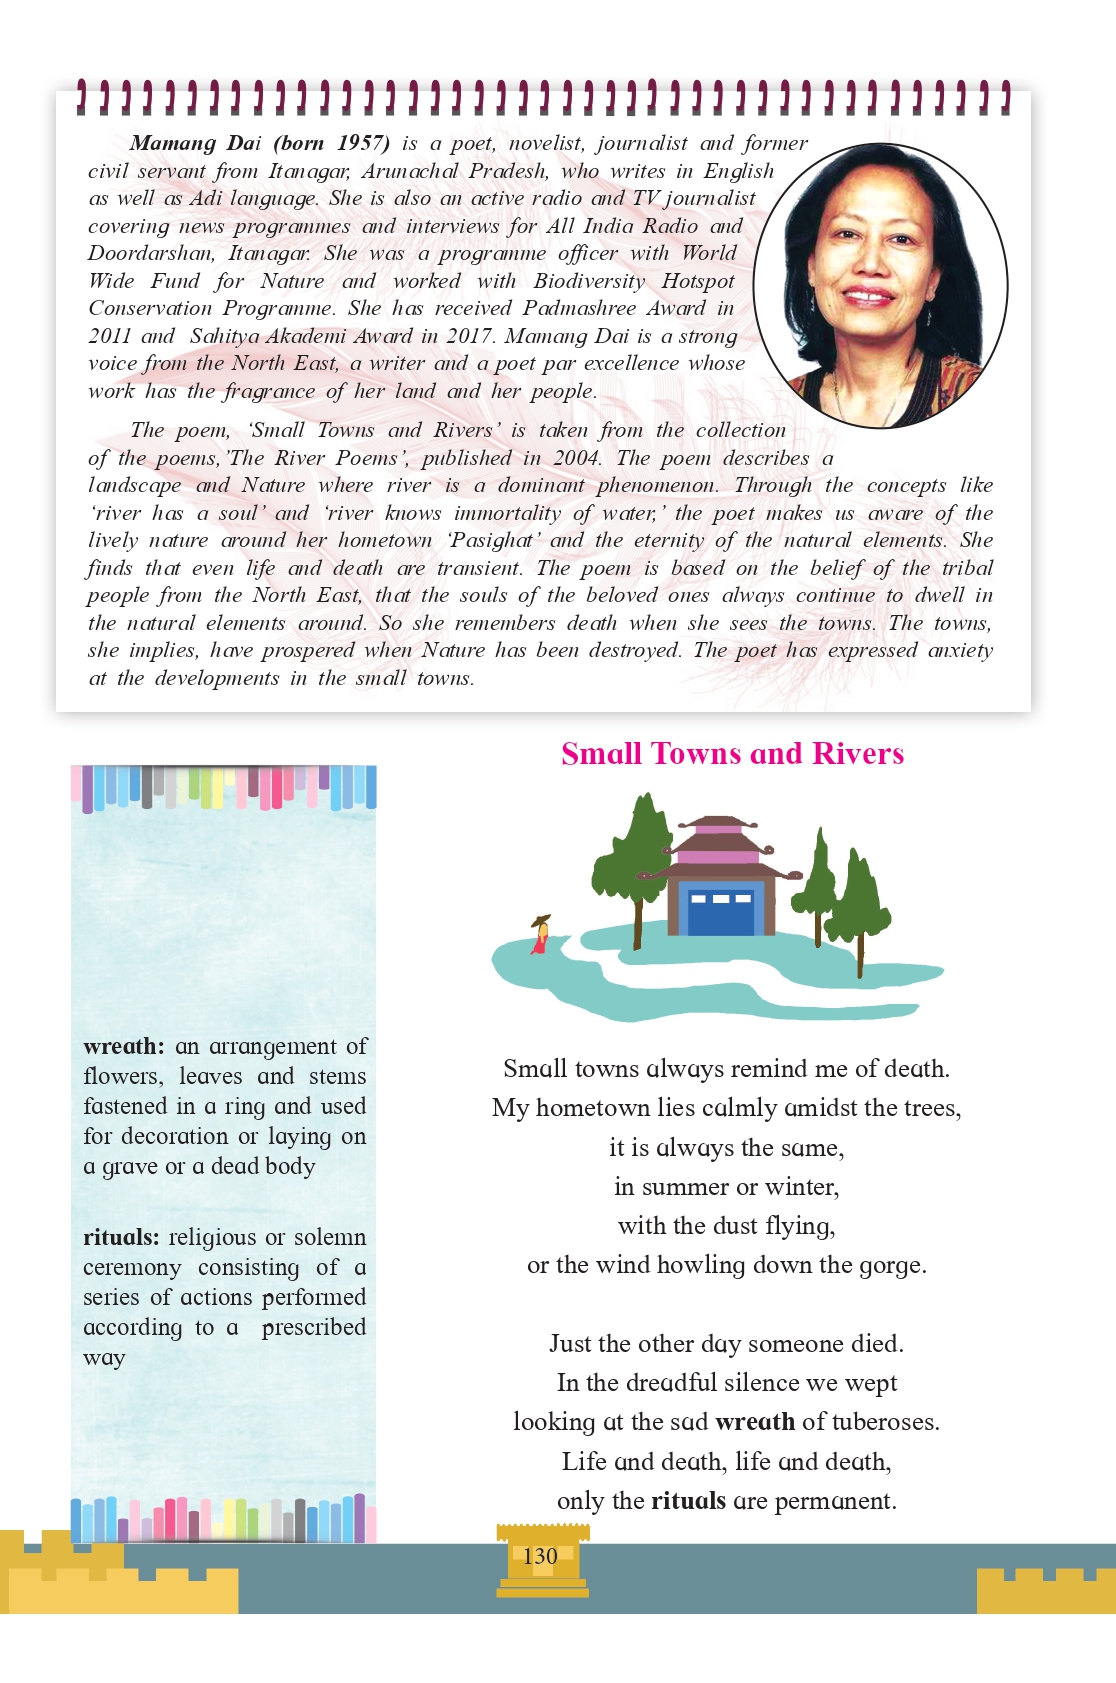 Mamang Dai (born 1957) is a poet, novelist, journalist and former
civil servant from Itanagar, Arunachal Pradesh, who writes in English
as well as Adi language. She is also an active radio and TV journalist
covering news programmes and interviews for All India Radio and
Doordarshan, Itanagar. She was a programme officer with World
Wide Fund for Nature and worked with Biodiversity Hotspot
Conservation Programme. She has received Padmashree Award in
2011 and Sahitya Akademi Award in 2017. Mamang Dai is a strong
voice from the North East, a writer and a poet par excellence whose
work has the fragrance of her land and her people.
The poem, ‘Small Towns and Rivers’ is taken from the collection
of the poems,’The River Poems’, published in 2004. The poem describes a
landscape and Nature where river is a dominant phenomenon. Through the concepts like
‘river has a soul’ and ‘river knows immortality of water,’ the poet makes us aware of the
lively nature around her hometown ‘Pasighat’ and the eternity of the natural elements. She
finds that even life and death are transient. The poem is based on the belief of the tribal
people from the North East, that the souls of the beloved ones always continue to dwell in
the natural elements around. So she remembers death when she sees the towns. The towns,
she implies, have prospered when Nature has been destroyed. The poet has expressed anxiety
at the developments in the small towns.
Small Towns and Rivers
wreath: an arrangement of
flowers, leaves and stems
fastened in a ring and used
for decoration or laying on
a grave or a dead body
rituals: religious or solemn
ceremony consisting of a
series of actions performed
according to a prescribed
way
Small towns always remind me of death.
My hometown lies calmly amidst the trees,
it is always the same,
in summer or winter,
with the dust flying,
or the wind howling down the gorge.
Just the other day someone died.
In the dreadful silence we wept
looking at the sad wreath of tuberoses.
Life and death, life and death,
only the rituals are permanent.
130